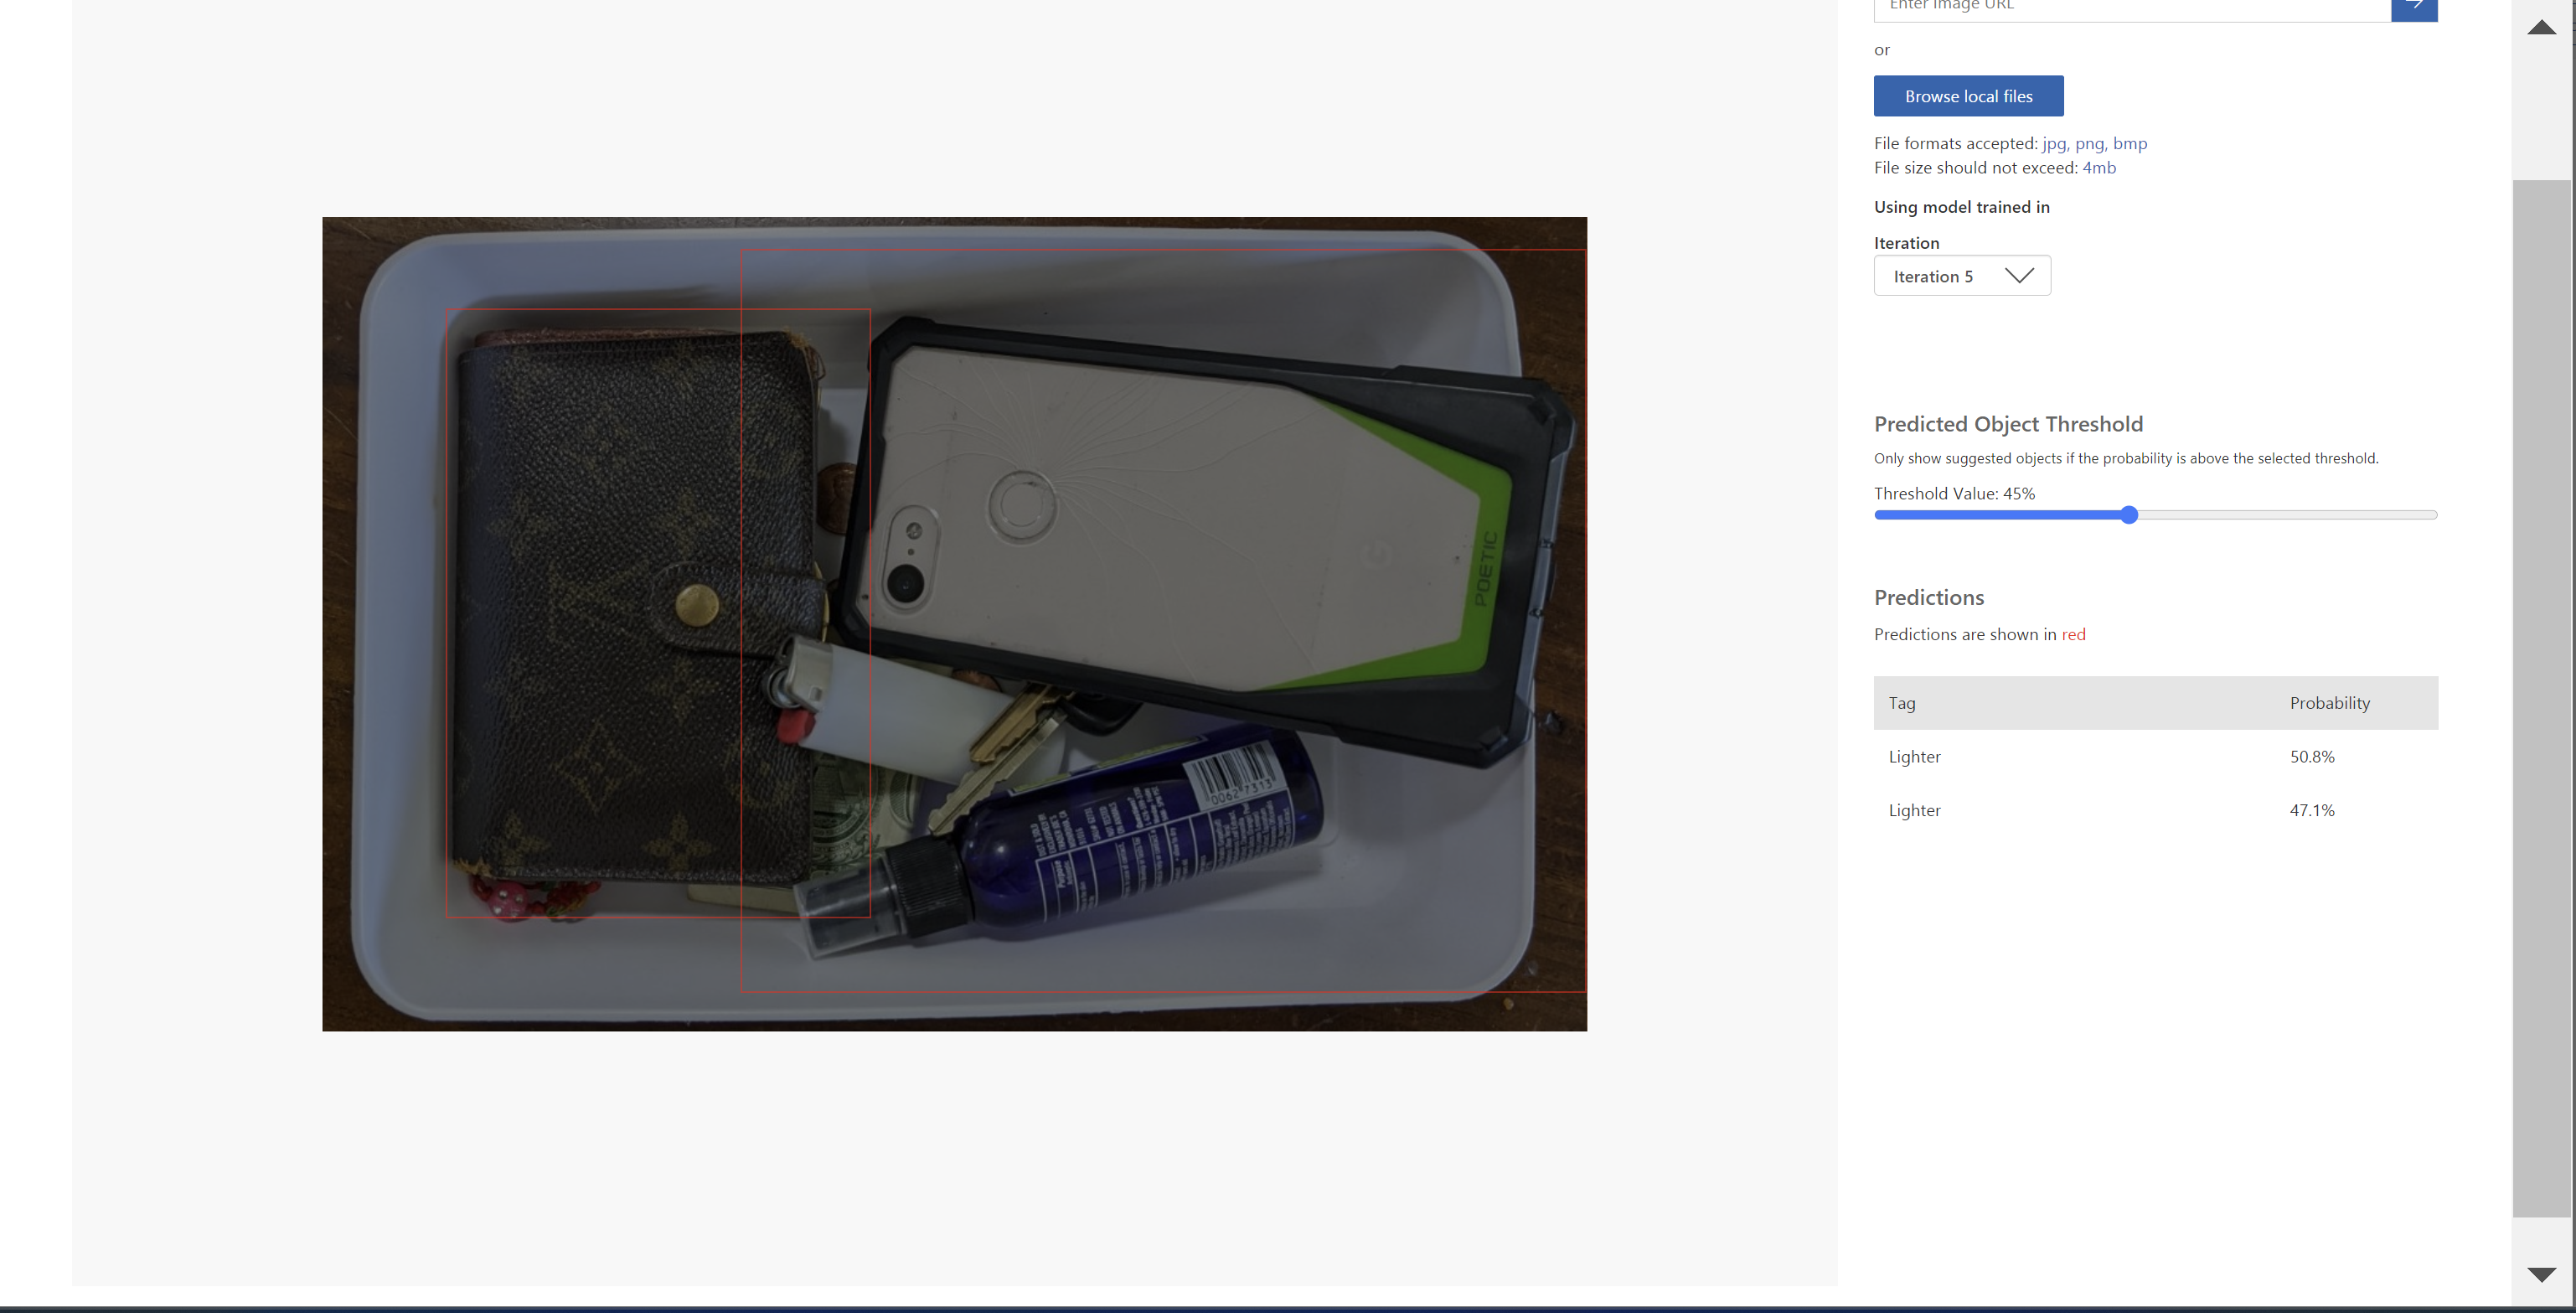 Enter Image URL
or
Browse local files
File formats accepted: jpg, png, bmp
File size should not exceed: 4mb
Using model trained in
Iteration
Iteration 5
Predicted Object Threshold
Only show suggested objects if the probability is above the selected threshold.
Threshold Value: 45%
POETIC
0062 7313
Predictions
Predictions are shown in red
Tag Probability
Lighter 50.8%
Lighter 47.1%